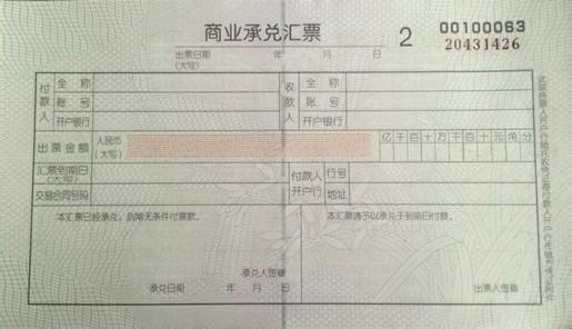 商业承兑汇票 2 00100063
20431426
出票日期 年 月 日
(大写)
付款人 全 称 收款人 全 称
账 号 账 号
开户银行 开户银行
出票金额 人民币 亿千百十万千百十元角分
(大写)
汇票到期日 付款人 行号
(大写) 开户行
交易合同号码 地址
本汇票已经承兑,到期无条件付票款。 本汇票请予以承兑于到期日付款。
承兑人签章
承兑日期 年 月 日 出票人签章